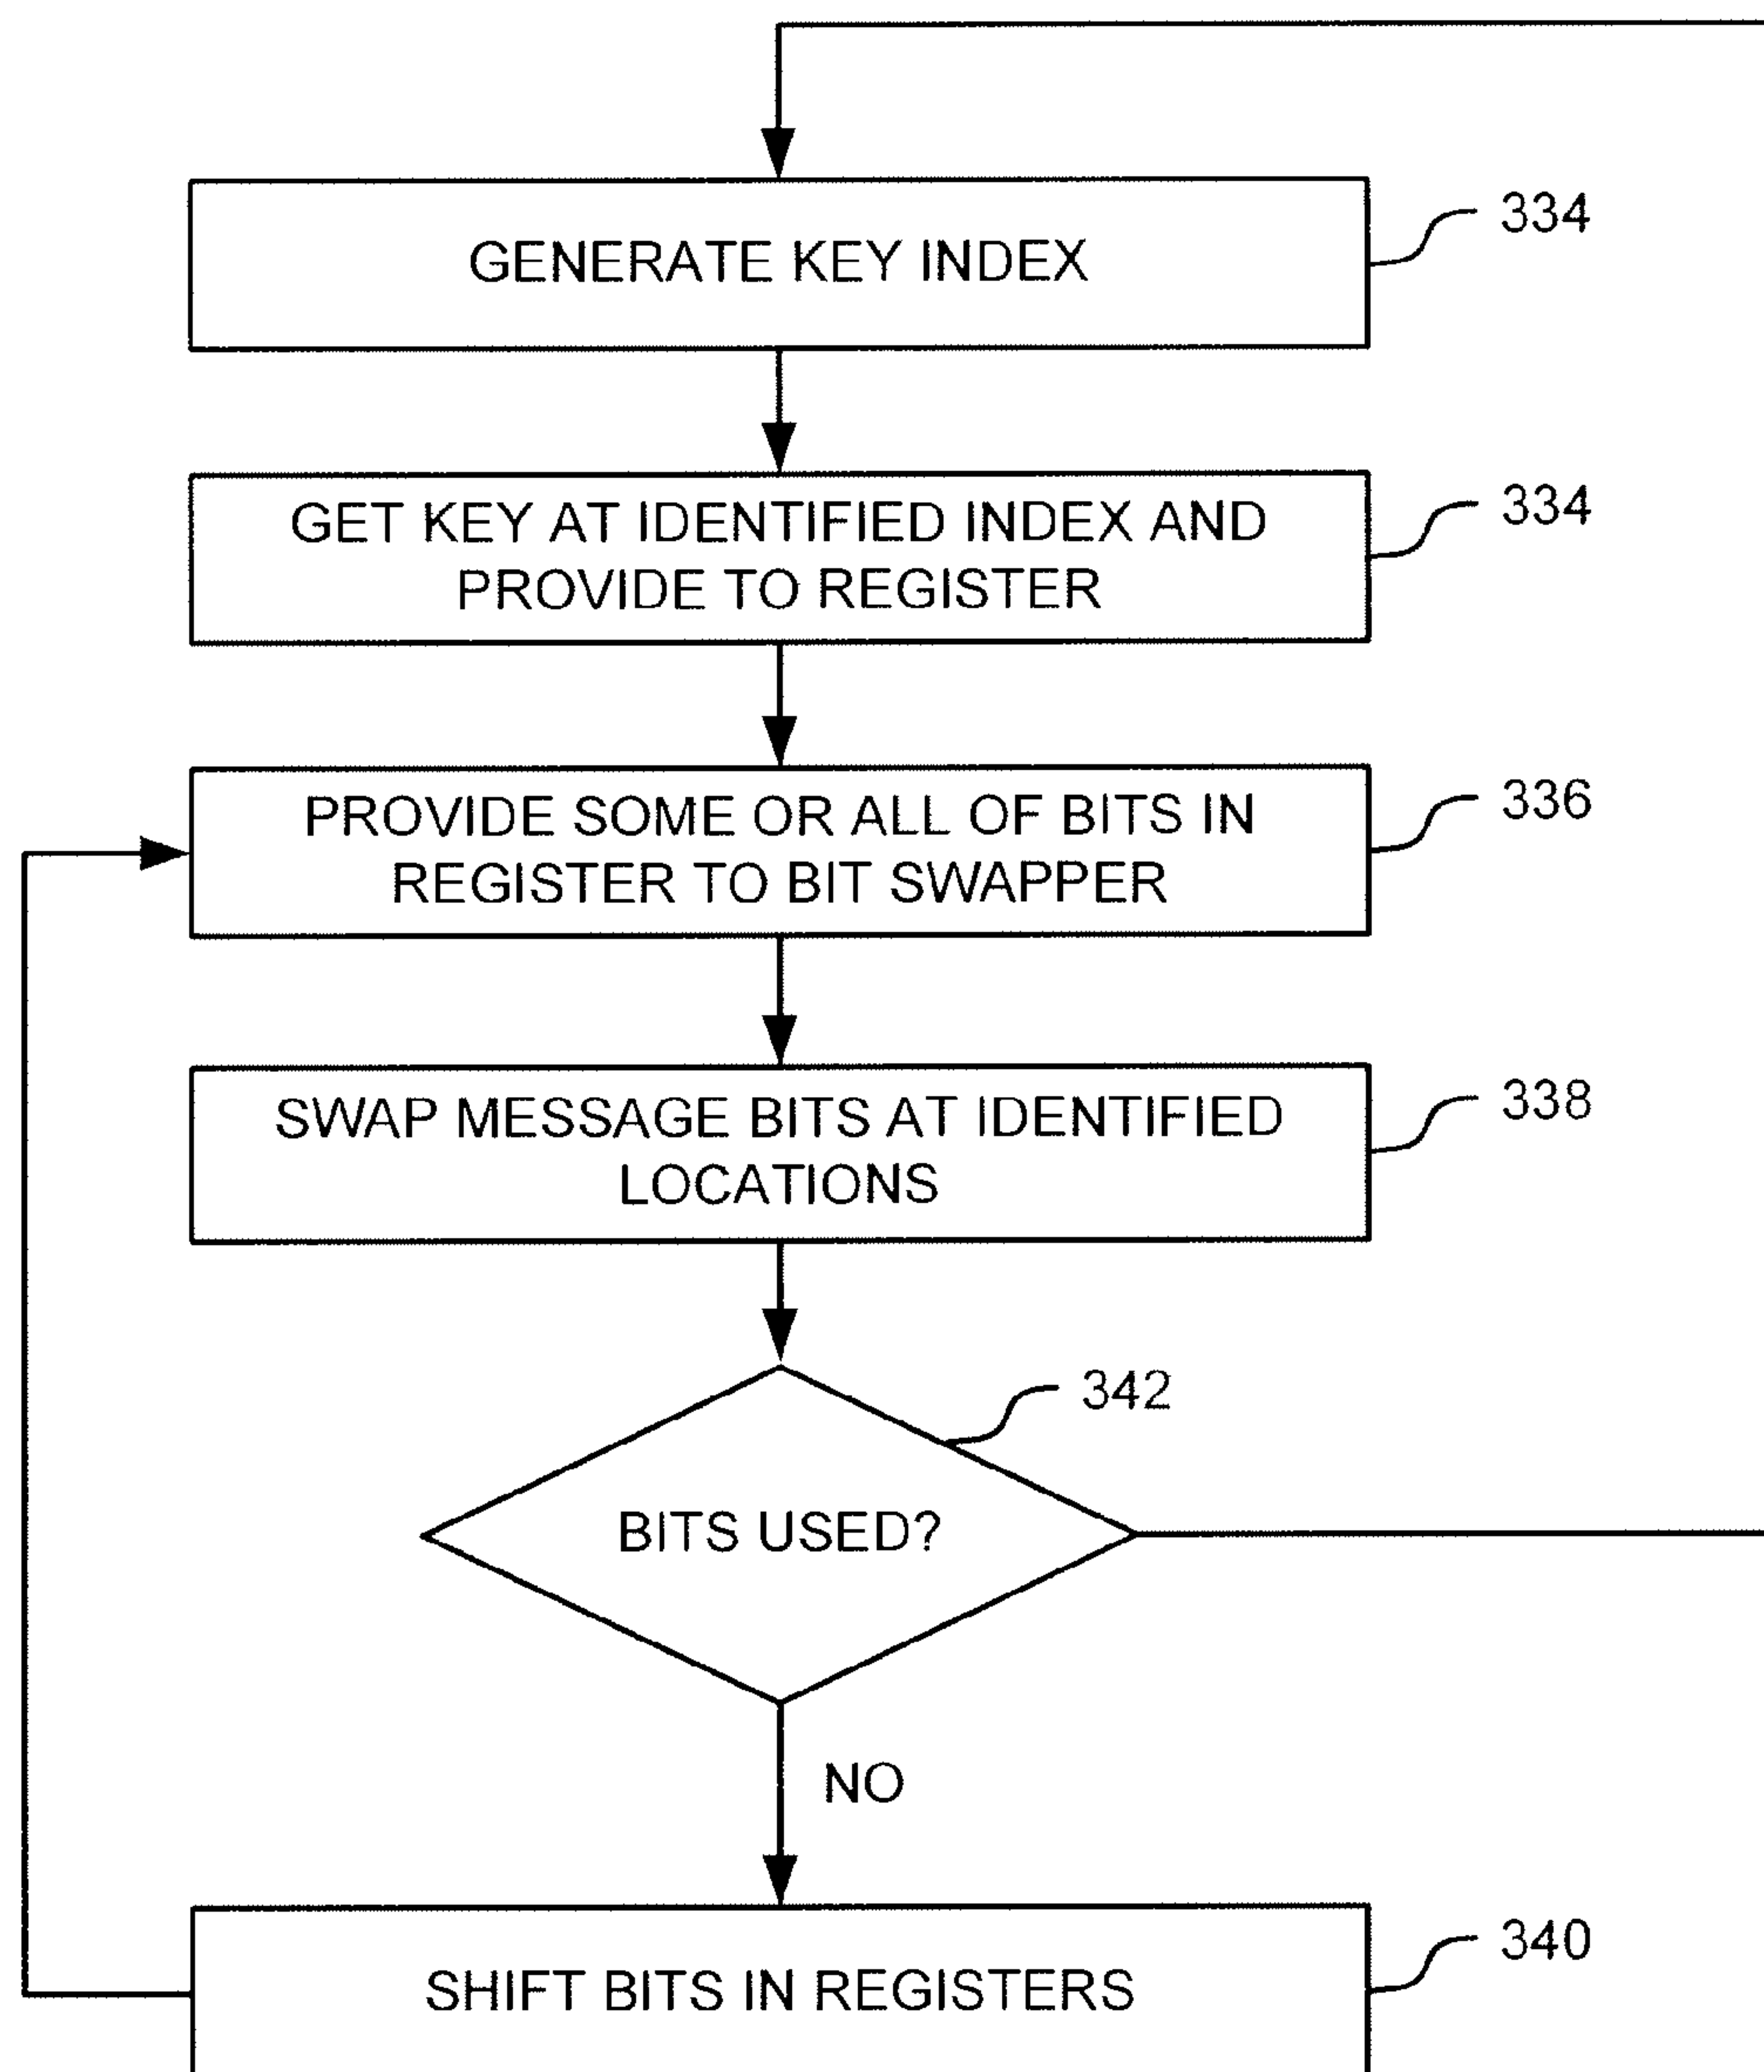 GENERATE KEY INDEX
334
GET KEY AT IDENTIFIED INDEX AND
PROVIDE TO REGISTER
334
PROVIDE SOME OR ALL OF BITS IN
REGISTER TO BIT SWAPPER
336
SWAP MESSAGE BITS AT IDENTIFIED
LOCATIONS
338
342
BITS USED?
NO
SHIFT BITS IN REGISTERS
340